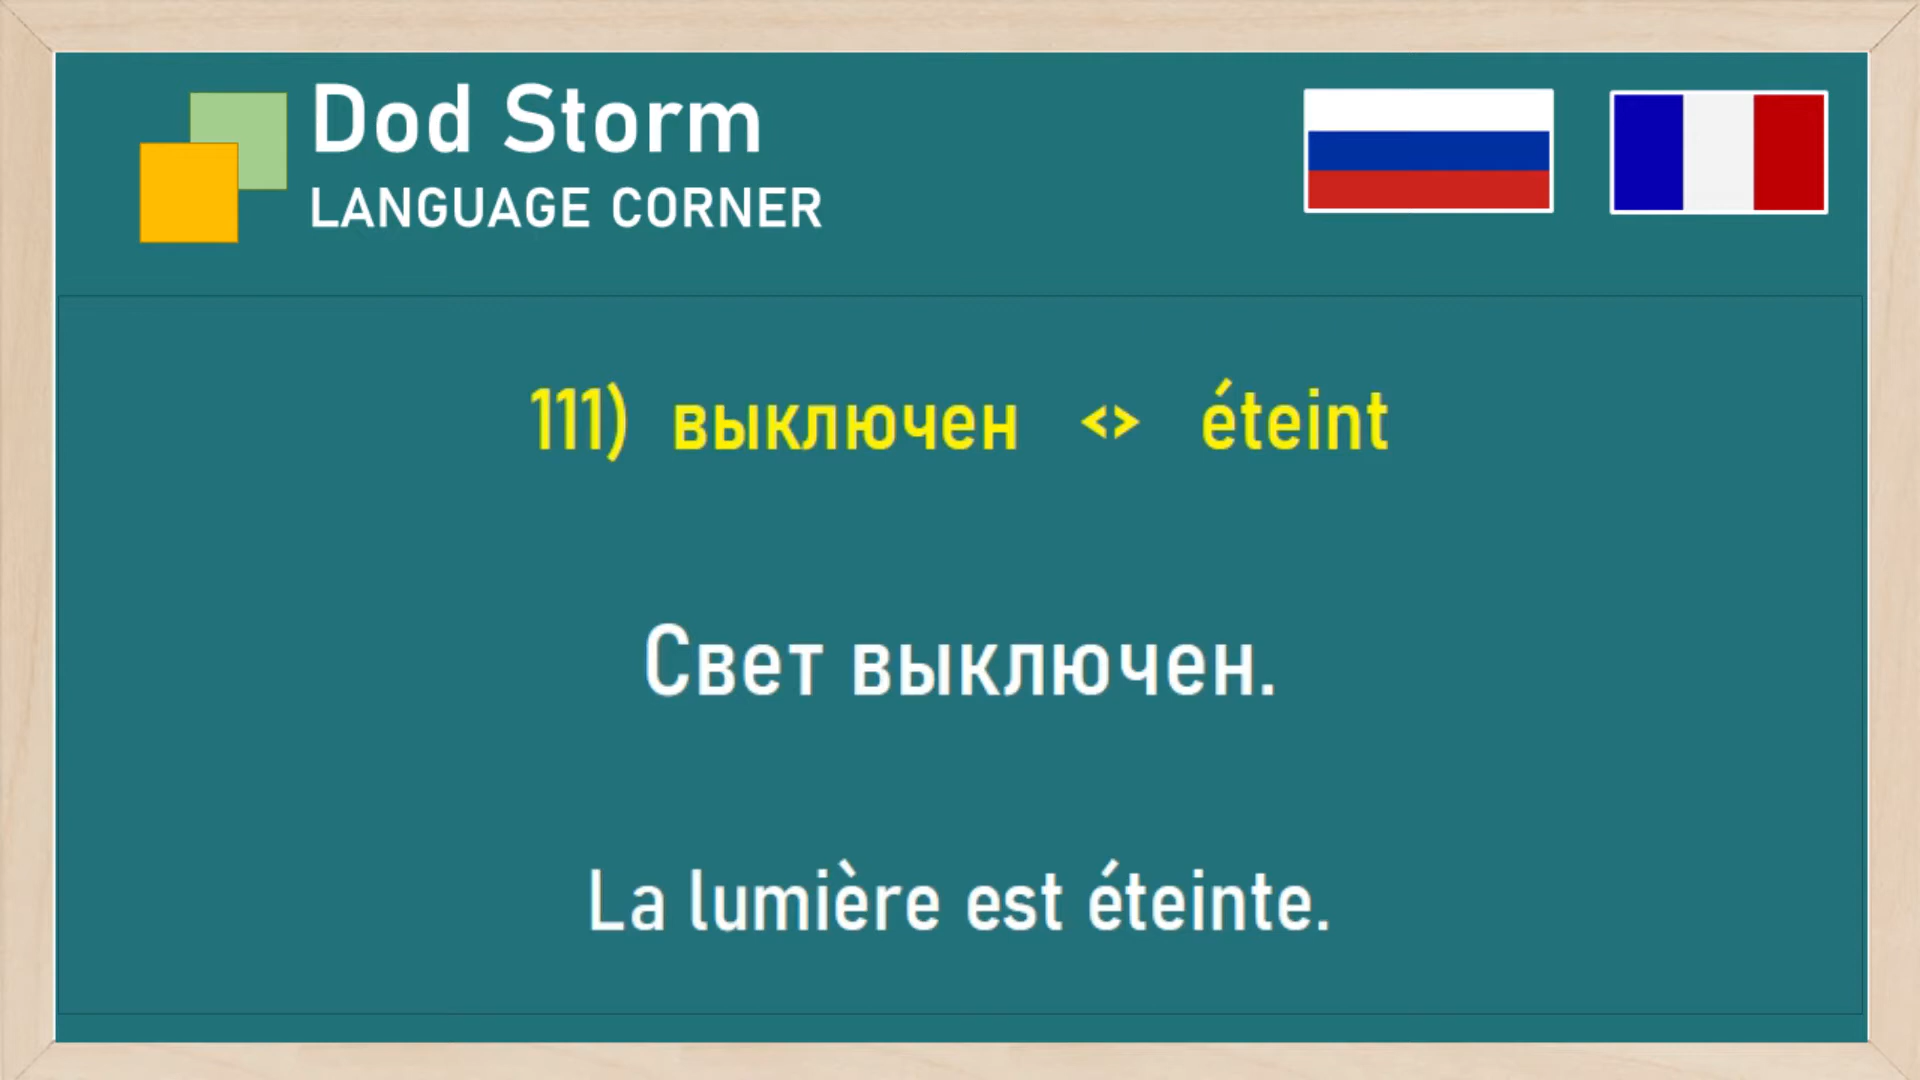 Dod Storm
LANGUAGE CORNER
111) выключен <> éteint
Свет выключен.
La lumière est éteinte.